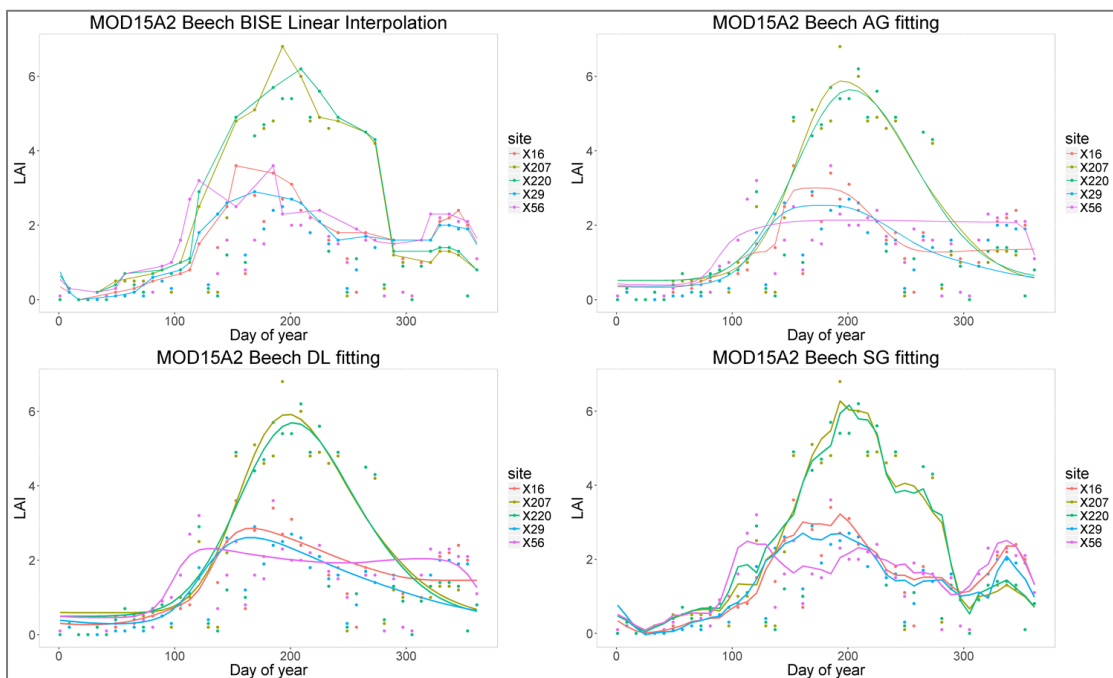 MOD15A2 Beech BISE Linear Interpolation
6
4
2
0
LAI
0 100 200 300
Day of year
site
X16
X207
X220
X29
X56
MOD15A2 Beech AG fitting
6
4
2
0
LAI
0 100 200 300
Day of year
site
X16
X207
X220
X29
X56
MOD15A2 Beech DL fitting
6
4
2
0
LAI
0 100 200 300
Day of year
site
X16
X207
X220
X29
X56
MOD15A2 Beech SG fitting
6
4
2
0
LAI
0 100 200 300
Day of year
site
X16
X207
X220
X29
X56